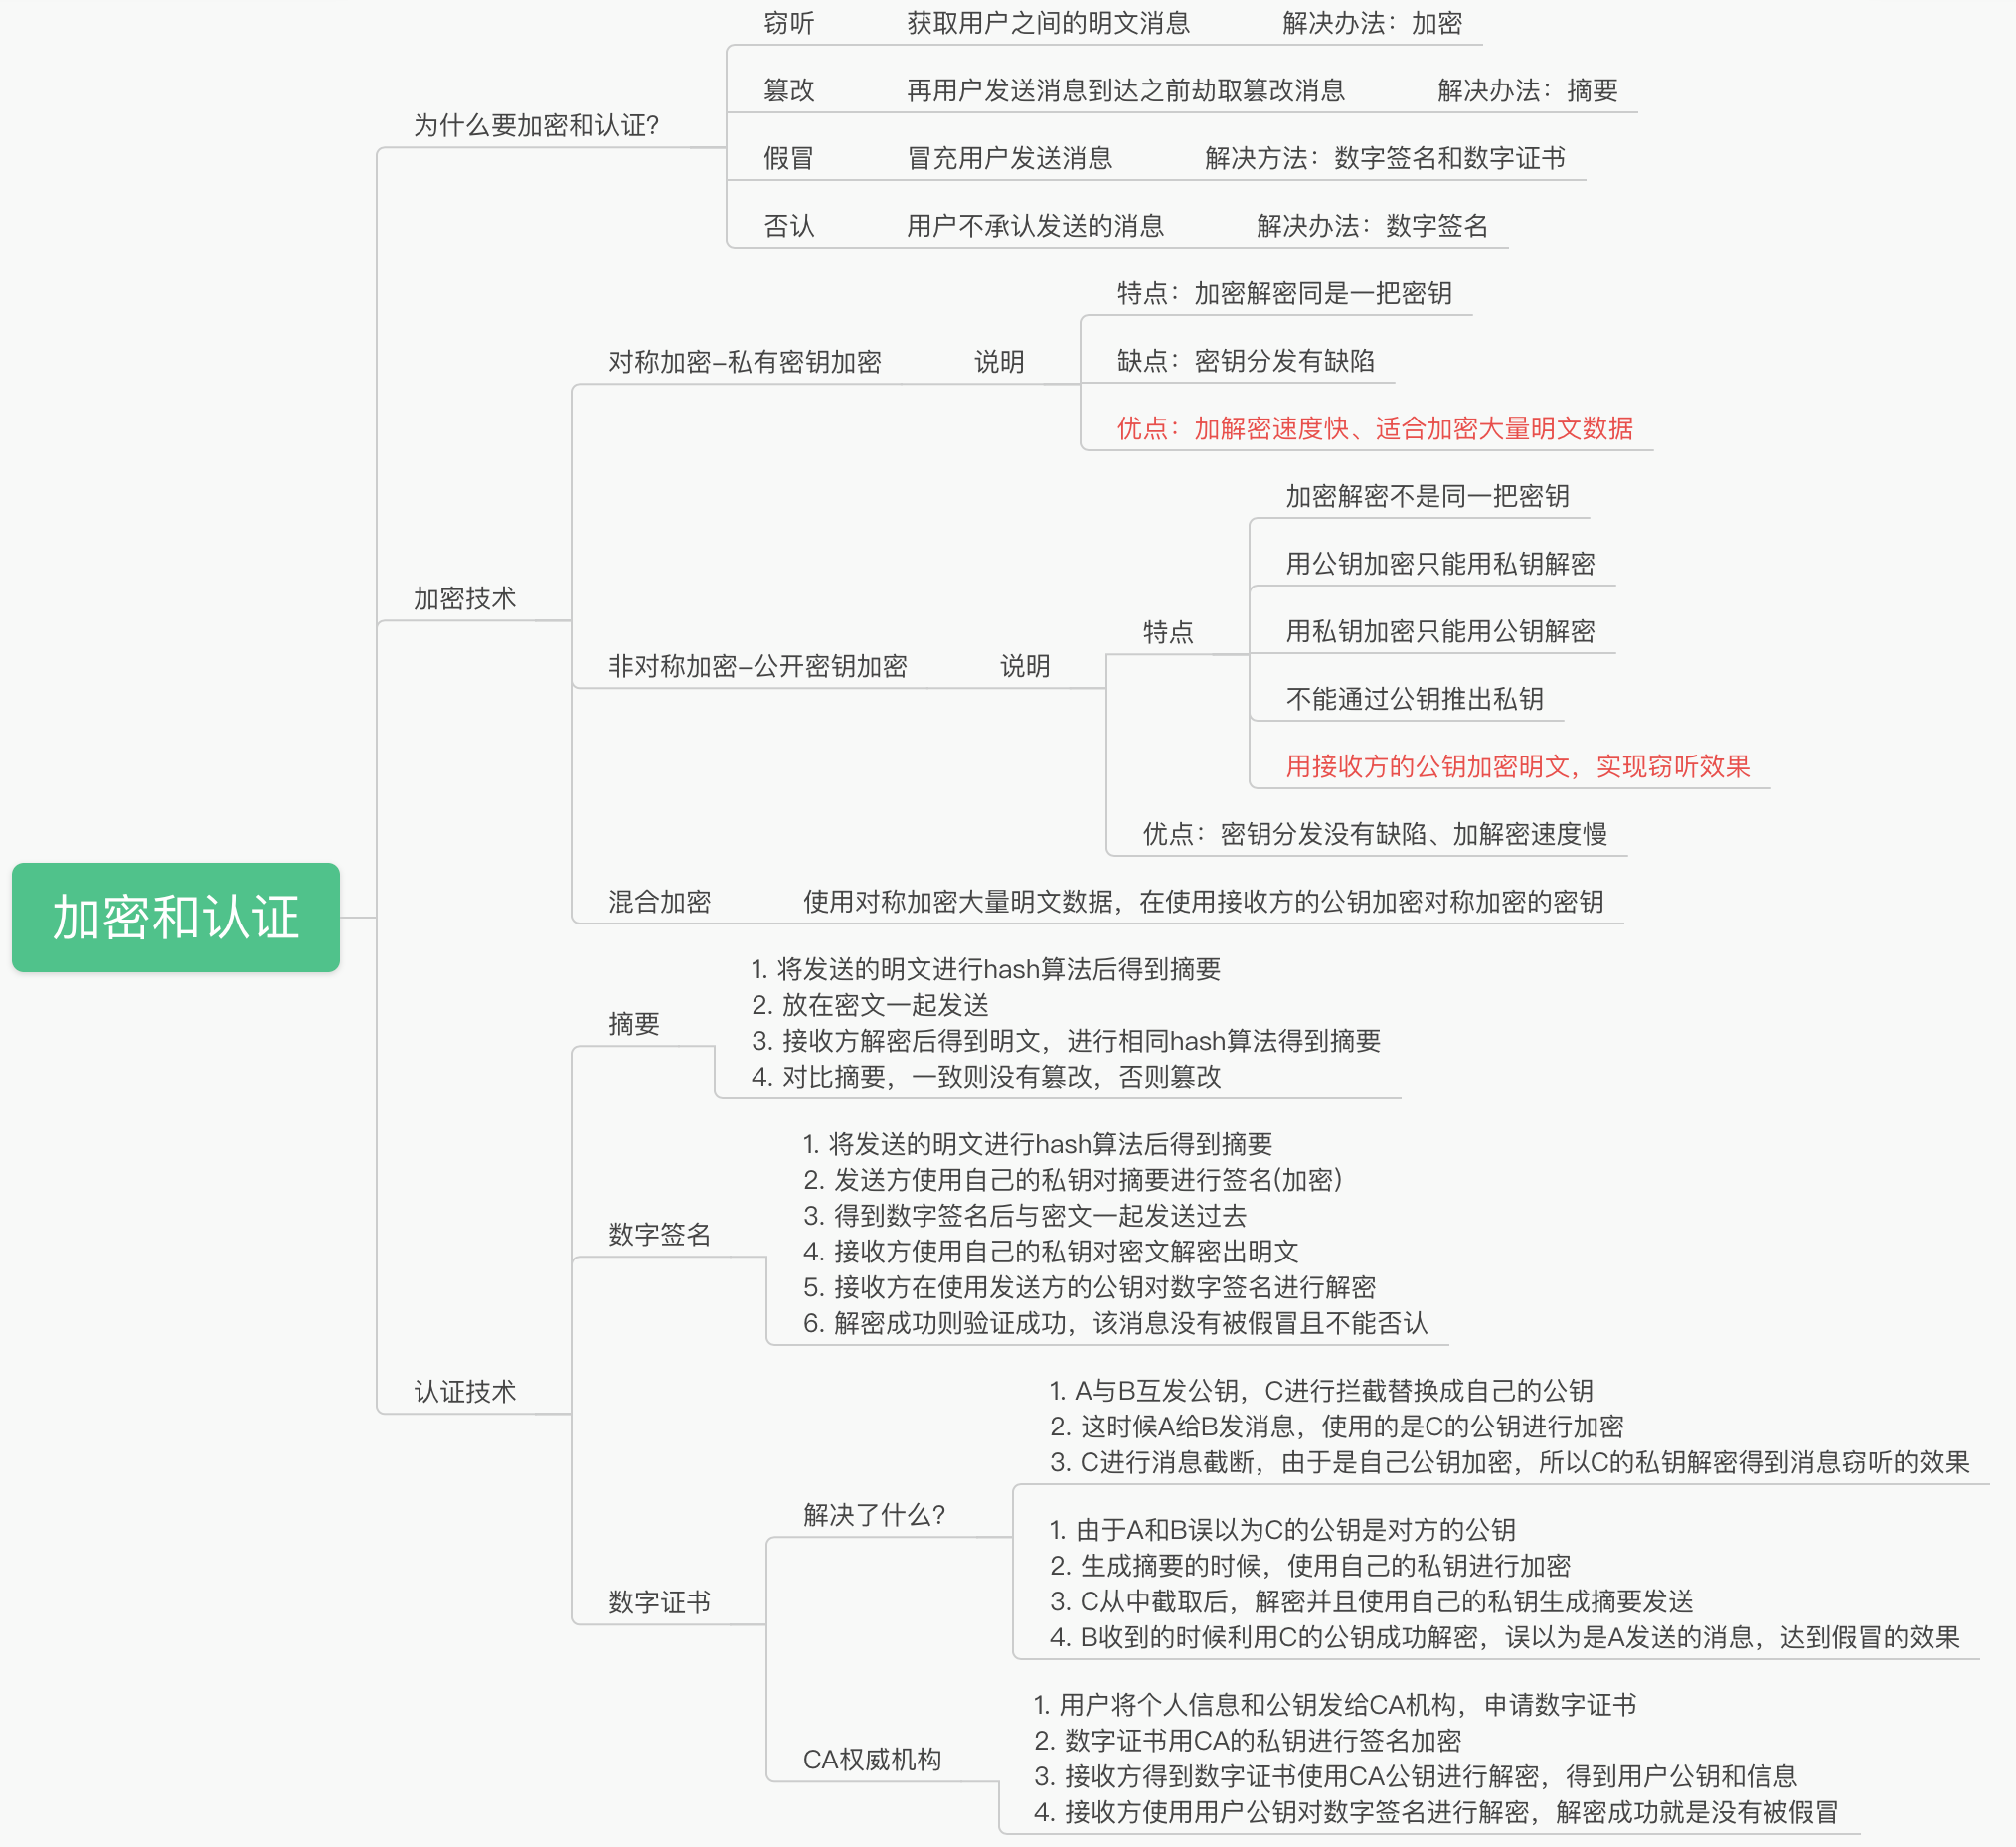 加密和认证
为什么要加密和认证?
窃听
获取用户之间的明文消息
解决办法：加密
篡改
再用户发送消息到达之前劫取篡改消息
解决办法：摘要
假冒
冒充用户发送消息
解决方法：数字签名和数字证书
否认
用户不承认发送的消息
解决办法：数字签名
加密技术
对称加密-私有密钥加密
说明
特点：加密解密同是一把密钥
缺点：密钥分发有缺陷
优点：加解密速度快、适合加密大量明文数据
非对称加密-公开密钥加密
说明
特点
加密解密不是同一把密钥
用公钥加密只能用私钥解密
用私钥加密只能用公钥解密
不能通过公钥推出私钥
用接收方的公钥加密明文，实现窃听效果
优点：密钥分发没有缺陷、加解密速度慢
混合加密
使用对称加密大量明文数据，在使用接收方的公钥加密对称加密的密钥
认证技术
摘要
1. 将发送的明文进行hash算法后得到摘要
2. 放在密文一起发送
3. 接收方解密后得到明文，进行相同hash算法得到摘要
4. 对比摘要，一致则没有篡改，否则篡改
数字签名
1. 将发送的明文进行hash算法后得到摘要
2. 发送方使用自己的私钥对摘要进行签名(加密)
3. 得到数字签名后与密文一起发送过去
4. 接收方使用自己的私钥对密文解密出明文
5. 接收方在使用发送方的公钥对数字签名进行解密
6. 解密成功则验证成功，该消息没有被假冒且不能否认
数字证书
解决了什么?
1. A与B互发公钥，C进行拦截替换成自己的公钥
2. 这时候A给B发消息，使用的是C的公钥进行加密
3. C进行消息截断，由于是自己公钥加密，所以C的私钥解密得到消息窃听的效果
1. 由于A和B误以为C的公钥是对方的公钥
2. 生成摘要的时候，使用自己的私钥进行加密
3. C从中截取后，解密并且使用自己的私钥生成摘要发送
4. B收到的时候利用C的公钥成功解密，误以为是A发送的消息，达到假冒的效果
CA权威机构
1. 用户将个人信息和公钥发给CA机构，申请数字证书
2. 数字证书用CA的私钥进行签名加密
3. 接收方得到数字证书使用CA公钥进行解密，得到用户公钥和信息
4. 接收方使用用户公钥对数字签名进行解密，解密成功就是没有被假冒